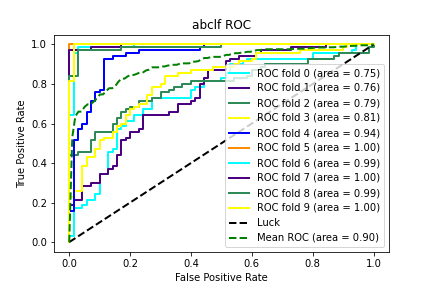 abclf ROC
1.0
0.8
0.6
0.4
0.2
0.0
True Positive Rate
ROC fold 0 (area = 0.75)
ROC fold 1 (area = 0.76)
ROC fold 2 (area = 0.79)
ROC fold 3 (area = 0.81)
ROC fold 4 (area = 0.94)
ROC fold 5 (area = 1.00)
ROC fold 6 (area = 0.99)
ROC fold 7 (area = 1.00)
ROC fold 8 (area = 0.99)
ROC fold 9 (area = 1.00)
Luck
Mean ROC (area = 0.90)
0.0 0.2 0.4 0.6 0.8 1.0
False Positive Rate